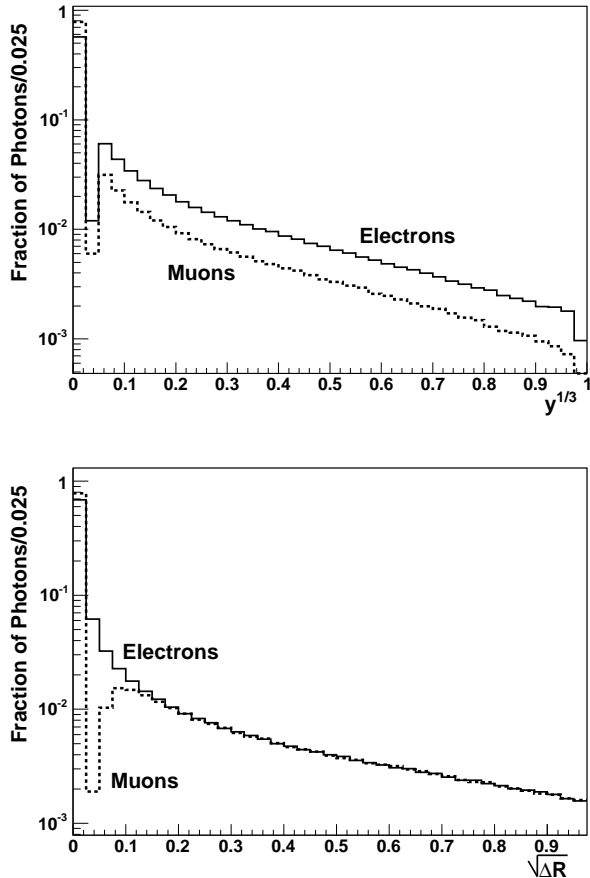 Fraction of Photons/0.025
1
10^-1
10^-2
10^-3
Electrons
Muons
0 0.1 0.2 0.3 0.4 0.5 0.6 0.7 0.8 0.9 1
y^1/3
Fraction of Photons/0.025
1
10^-1
10^-2
10^-3
Electrons
Muons
0 0.1 0.2 0.3 0.4 0.5 0.6 0.7 0.8 0.9
√ΔR